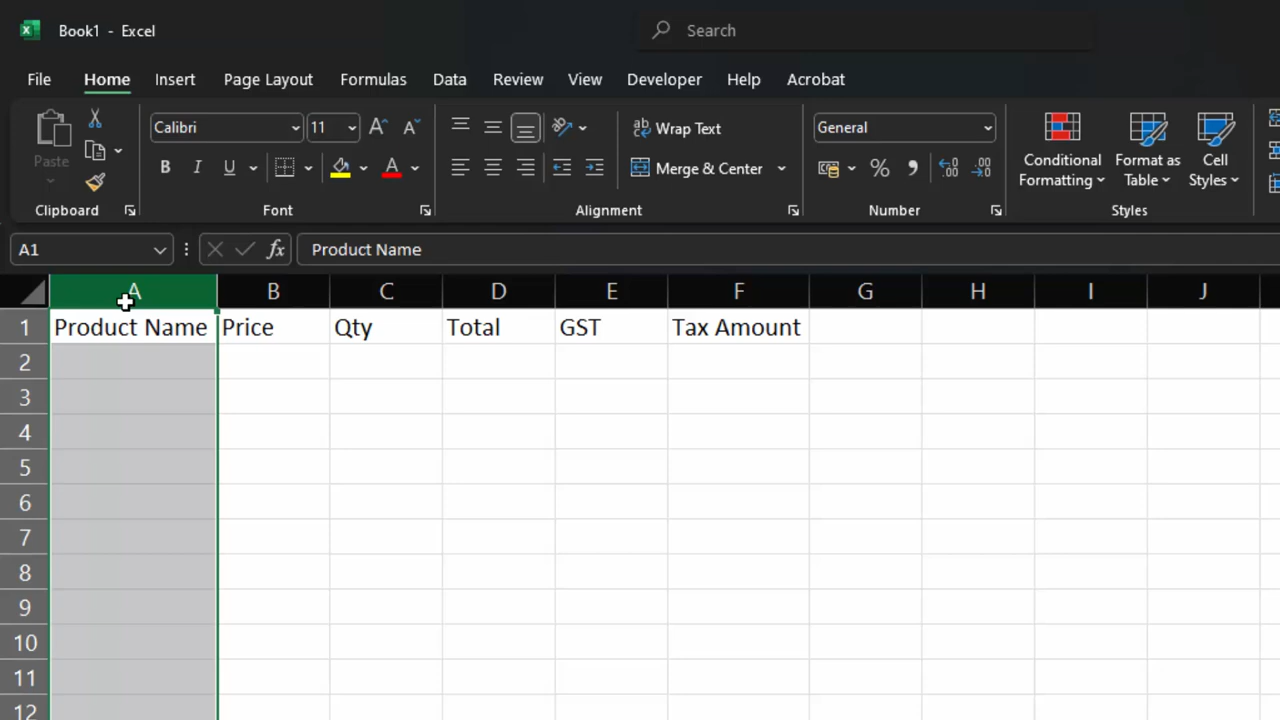 Book1 - Excel
Search
File Home Insert Page Layout Formulas Data Review View Developer Help Acrobat
Calibri 11 A A ab Wrap Text General
Paste Conditional Format as Cell
B I U A Merge & Center % , Formatting Table Styles
Clipboard Font Alignment Number Styles
A1 fx Product Name
A B C D E F G H I J
1 Product Name Price Qty Total GST Tax Amount
2
3
4
5
6
7
8
9
10
11
12